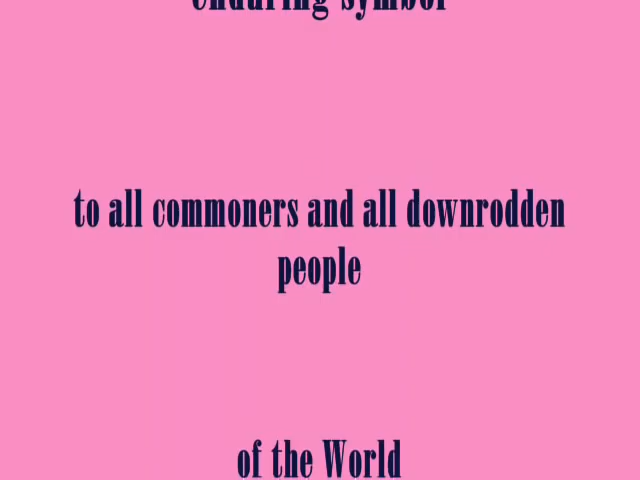 enduring symbol
to all commoners and all downrodden
people
of the World